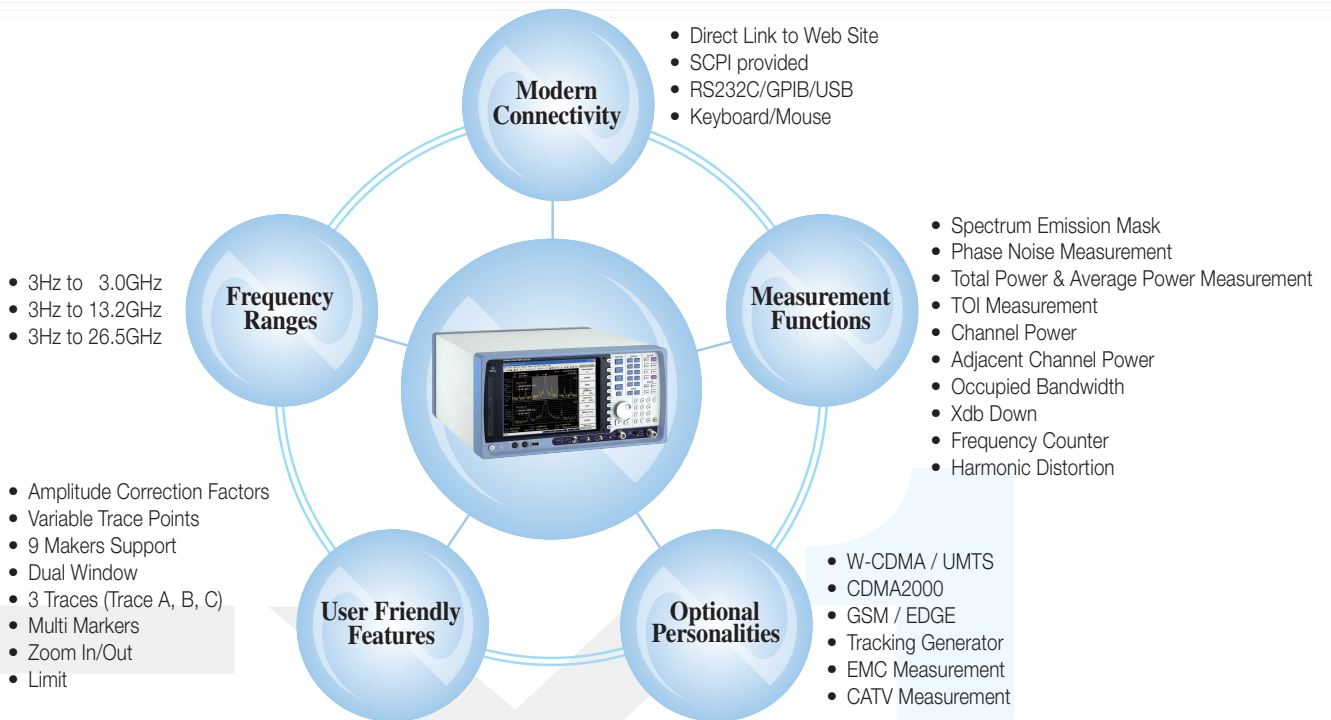 Modern
Connectivity
• Direct Link to Web Site
• SCPI provided
• RS232C/GPIB/USB
• Keyboard/Mouse
Frequency
Ranges
• 3Hz to 3.0GHz
• 3Hz to 13.2GHz
• 3Hz to 26.5GHz
Measurement
Functions
• Spectrum Emission Mask
• Phase Noise Measurement
• Total Power & Average Power Measurement
• TOI Measurement
• Channel Power
• Adjacent Channel Power
• Occupied Bandwidth
• Xdb Down
• Frequency Counter
• Harmonic Distortion
• Amplitude Correction Factors
• Variable Trace Points
• 9 Makers Support
• Dual Window
• 3 Traces (Trace A, B, C)
• Multi Markers
• Zoom In/Out
• Limit
User Friendly
Features
Optional
Personalities
• W-CDMA / UMTS
• CDMA2000
• GSM / EDGE
• Tracking Generator
• EMC Measurement
• CATV Measurement